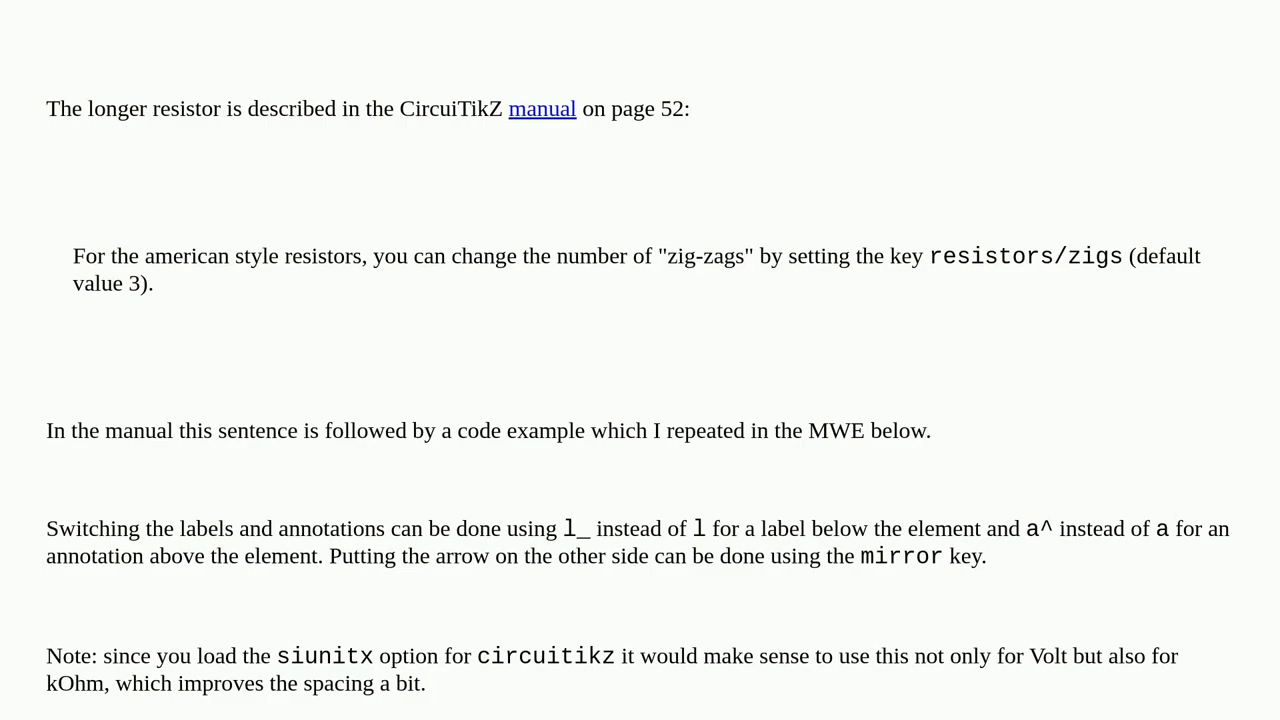 The longer resistor is described in the CircuiTikZ manual on page 52:
For the american style resistors, you can change the number of "zig-zags" by setting the key resistors/zigs (default
value 3).
In the manual this sentence is followed by a code example which I repeated in the MWE below.
Switching the labels and annotations can be done using l_ instead of l for a label below the element and a^ instead of a for an
annotation above the element. Putting the arrow on the other side can be done using the mirror key.
Note: since you load the siunitx option for circuitikz it would make sense to use this not only for Volt but also for
kOhm, which improves the spacing a bit.